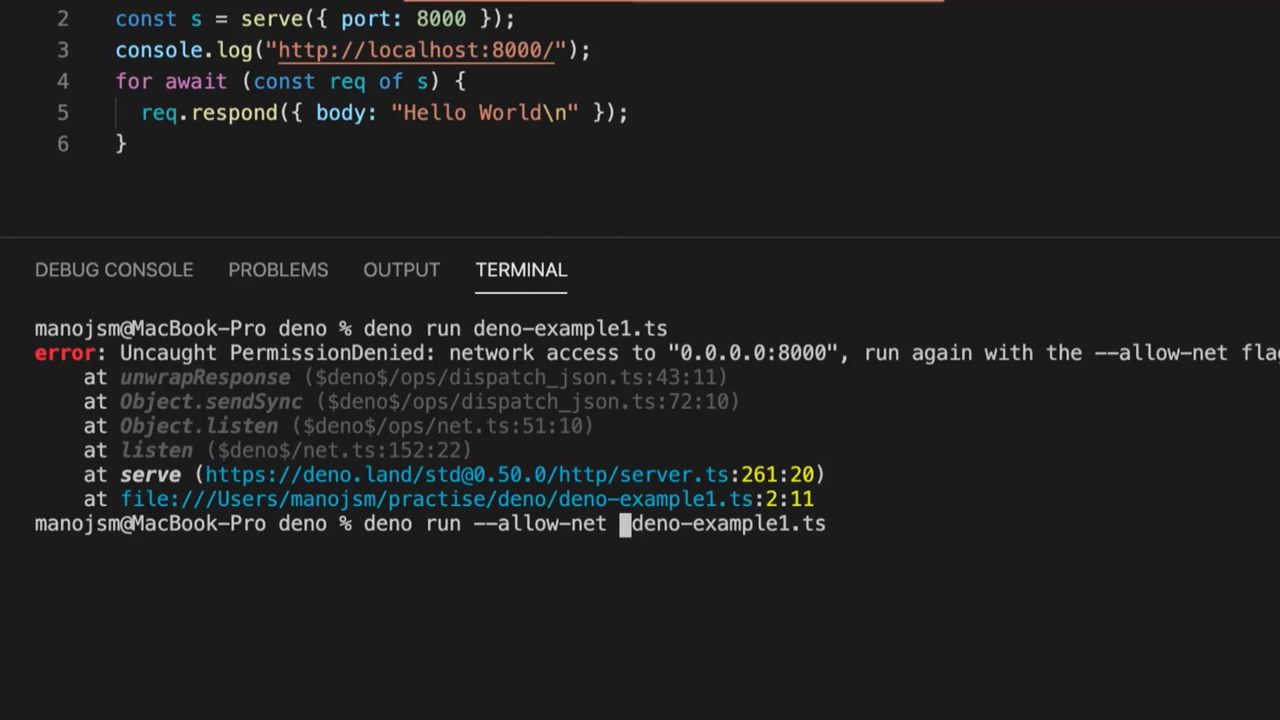 2 const s = serve({ port: 8000 });
3 console.log("http://localhost:8000/");
4 for await (const req of s) {
5 req.respond({ body: "Hello World\n" });
6 }
DEBUG CONSOLE PROBLEMS OUTPUT TERMINAL
manojsm@MacBook-Pro deno % deno run deno-example1.ts
error: Uncaught PermissionDenied: network access to "0.0.0.0:8000", run again with the --allow-net fla
at unwrapResponse ($deno$/ops/dispatch_json.ts:43:11)
at Object.sendSync ($deno$/ops/dispatch_json.ts:72:10)
at Object.listen ($deno$/ops/net.ts:51:10)
at listen ($deno$/net.ts:152:22)
at serve (https://deno.land/std@0.50.0/http/server.ts:261:20)
at file:///Users/manojsm/practise/deno/deno-example1.ts:2:11
manojsm@MacBook-Pro deno % deno run --allow-net deno-example1.ts